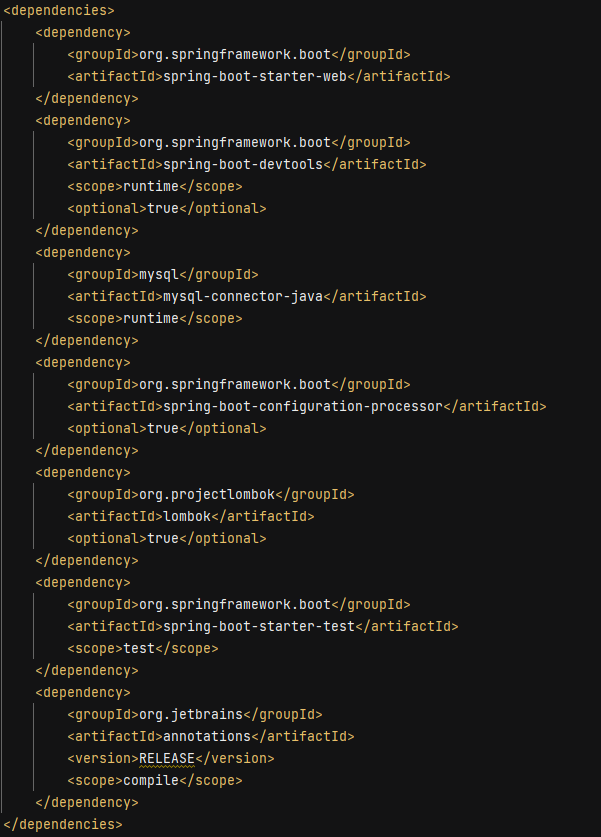 <dependencies>
    <dependency>
        <groupId>org.springframework.boot</groupId>
        <artifactId>spring-boot-starter-web</artifactId>
    </dependency>
    <dependency>
        <groupId>org.springframework.boot</groupId>
        <artifactId>spring-boot-devtools</artifactId>
        <scope>runtime</scope>
        <optional>true</optional>
    </dependency>
    <dependency>
        <groupId>mysql</groupId>
        <artifactId>mysql-connector-java</artifactId>
        <scope>runtime</scope>
    </dependency>
    <dependency>
        <groupId>org.springframework.boot</groupId>
        <artifactId>spring-boot-configuration-processor</artifactId>
        <optional>true</optional>
    </dependency>
    <dependency>
        <groupId>org.projectlombok</groupId>
        <artifactId>lombok</artifactId>
        <optional>true</optional>
    </dependency>
    <dependency>
        <groupId>org.springframework.boot</groupId>
        <artifactId>spring-boot-starter-test</artifactId>
        <scope>test</scope>
    </dependency>
    <dependency>
        <groupId>org.jetbrains</groupId>
        <artifactId>annotations</artifactId>
        <version>RELEASE</version>
        <scope>compile</scope>
    </dependency>
</dependencies>